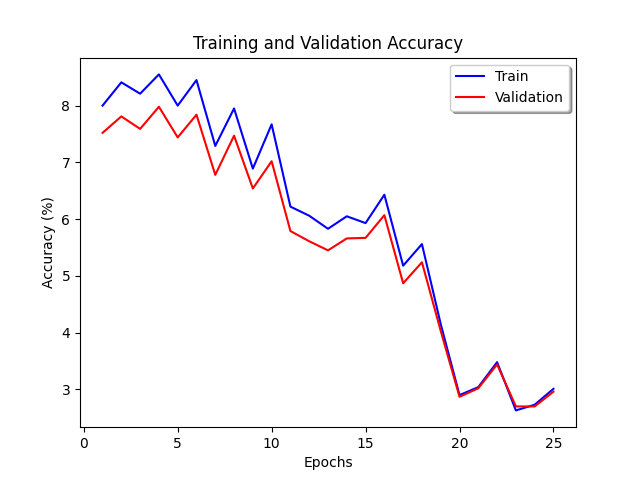 Training and Validation Accuracy
Train
Validation
Accuracy (%)
8
7
6
5
4
3
0 5 10 15 20 25
Epochs